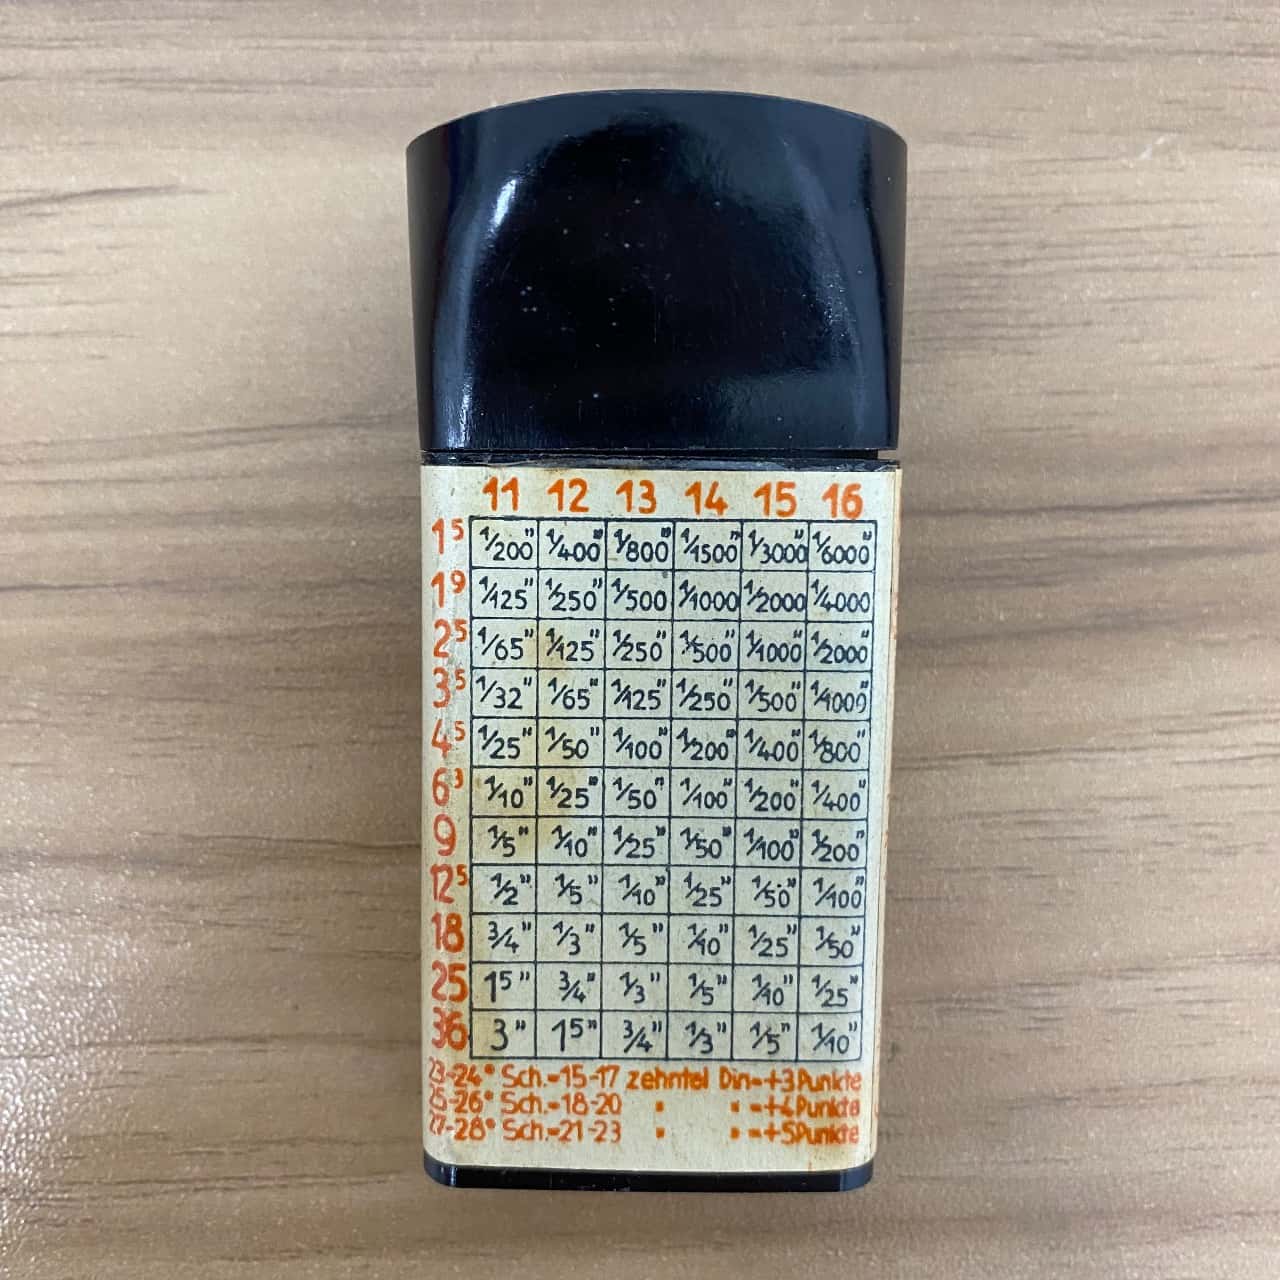 11 12 13 14 15 16
1⁵ 1/200" 1/400" 1/800" 1/1500" 1/3000" 1/6000"
1⁹ 1/125" 1/250" 1/500" 1/1000" 1/2000" 1/4000"
2⁵ 1/65" 1/125" 1/250" 1/500" 1/1000" 1/2000"
3⁵ 1/32" 1/65" 1/125" 1/250" 1/500" 1/1000"
4⁵ 1/25" 1/50" 1/100" 1/200" 1/400" 1/800"
6³ 1/10" 1/25" 1/50" 1/100" 1/200" 1/400"
9 1/5" 1/10" 1/25" 1/50" 1/100" 1/200"
12⁵ 1/2" 1/5" 1/10" 1/25" 1/50" 1/100"
18 3/4" 1/3" 1/5" 1/10" 1/25" 1/50"
25 1⁵" 3/4" 1/3" 1/5" 1/10" 1/25"
36 3" 1⁵" 3/4" 1/3" 1/5" 1/10"
23-24° Sch.=15-17 zehntel Din=+3 Punkte
25-26° Sch.=18-20 " " =+4 Punkte
27-28° Sch.=21-23 " " =+5 Punkte